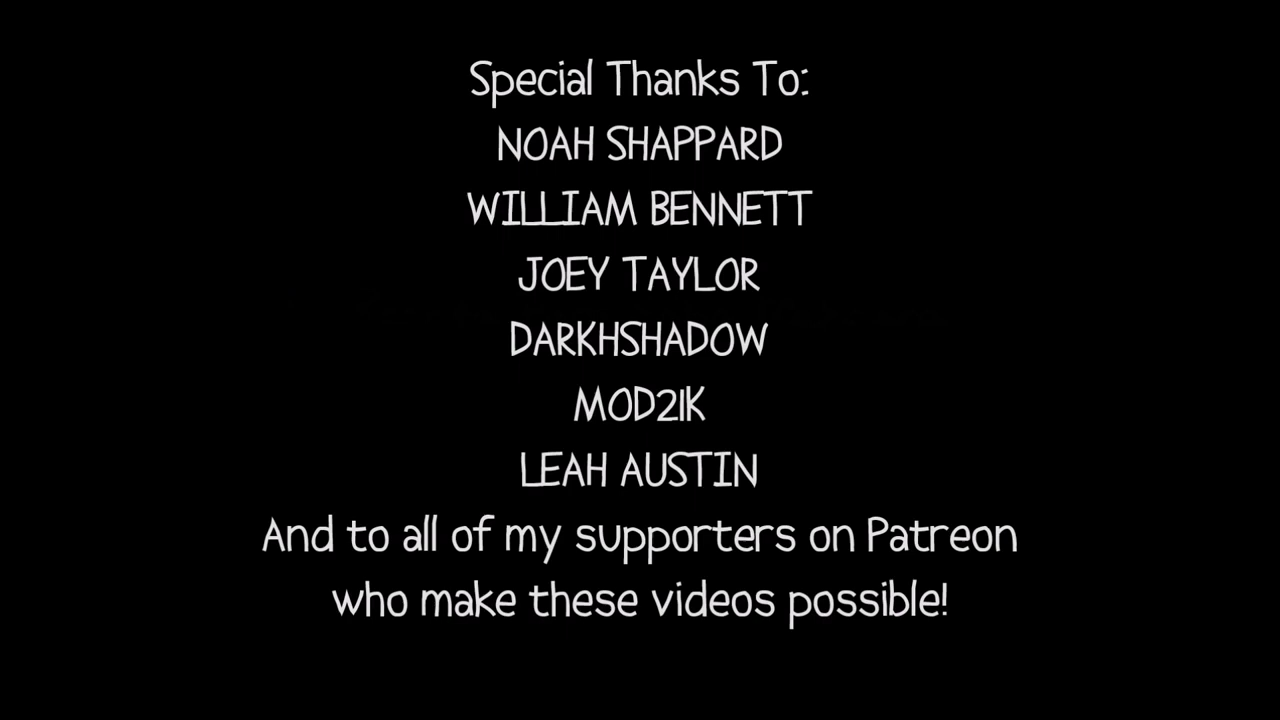 Special Thanks To:
NOAH SHAPPARD
WILLIAM BENNETT
JOEY TAYLOR
DARKHSHADOW
MOD21K
LEAH AUSTIN
And to all of my supporters on Patreon
who make these videos possible!